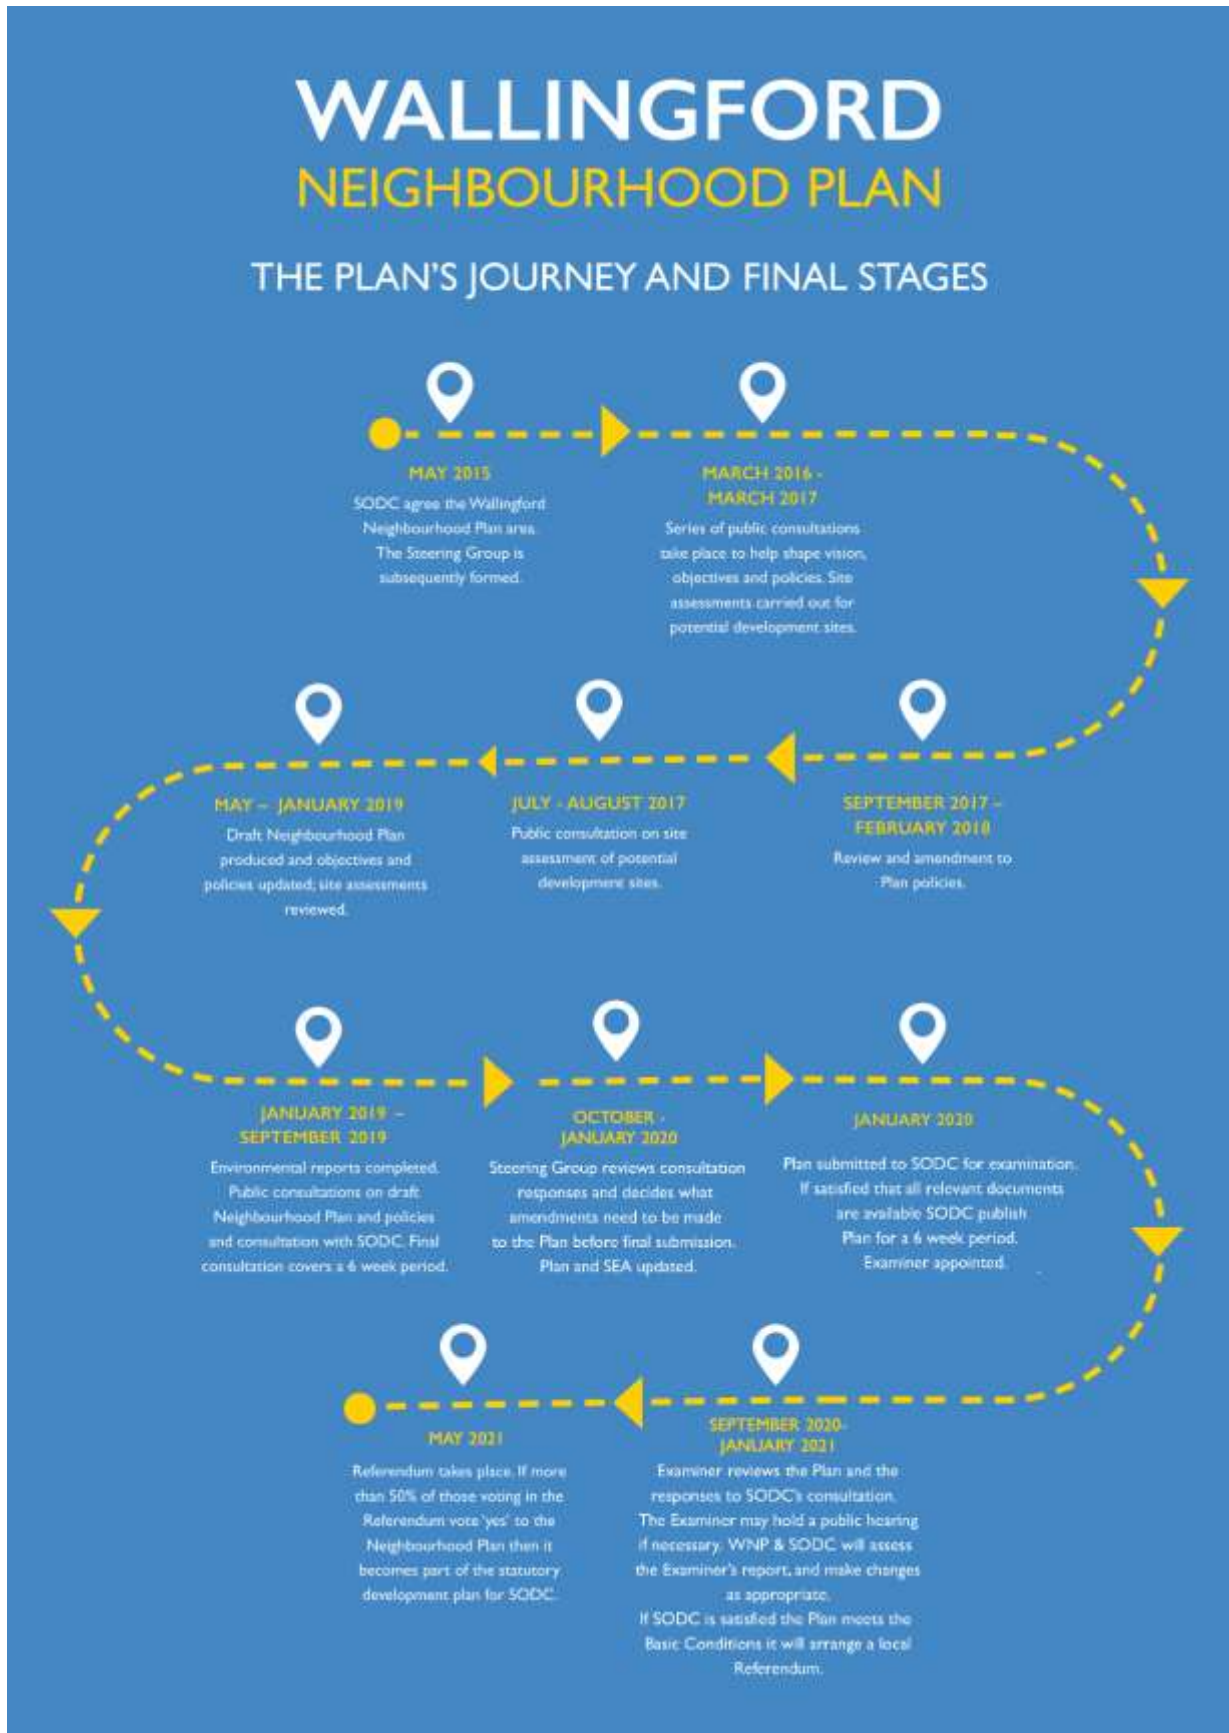 WALLINGFORD
NEIGHBOURHOOD PLAN
THE PLAN'S JOURNEY AND FINAL STAGES
MAY 2015
SODC agree the Wallingford
Neighbourhood Plan area.
The Steering Group is
subsequently formed.
MARCH 2016 -
MARCH 2017
Series of public consultations
take place to help shape vision,
objectives and policies. Site
assessments carried out for
potential development sites.
MAY – JANUARY 2019
Draft Neighbourhood Plan
produced and objectives and
policies updated; site assessments
reviewed.
JULY - AUGUST 2017
Public consultation on site
assessment of potential
development sites.
SEPTEMBER 2017 –
FEBRUARY 2018
Review and amendment to
Plan policies.
JANUARY 2019 –
SEPTEMBER 2019
Environmental reports completed.
Public consultations on draft
Neighbourhood Plan and policies
and consultation with SODC. Final
consultation covers a 6 week period.
OCTOBER -
JANUARY 2020
Steering Group reviews consultation
responses and decides what
amendments need to be made
to the Plan before final submission.
Plan and SEA updated.
JANUARY 2020
Plan submitted to SODC for examination.
If satisfied that all relevant documents
are available SODC publish
Plan for a 6 week period.
Examiner appointed.
MAY 2021
Referendum takes place. If more
than 50% of those voting in the
Referendum vote 'yes' to the
Neighbourhood Plan then it
becomes part of the statutory
development plan for SODC.
SEPTEMBER 2020-
JANUARY 2021
Examiner reviews the Plan and the
responses to SODC's consultation.
The Examiner may hold a public hearing
if necessary. WNP & SODC will assess
the Examiner's report, and make changes
as appropriate.
If SODC is satisfied the Plan meets the
Basic Conditions it will arrange a local
Referendum.